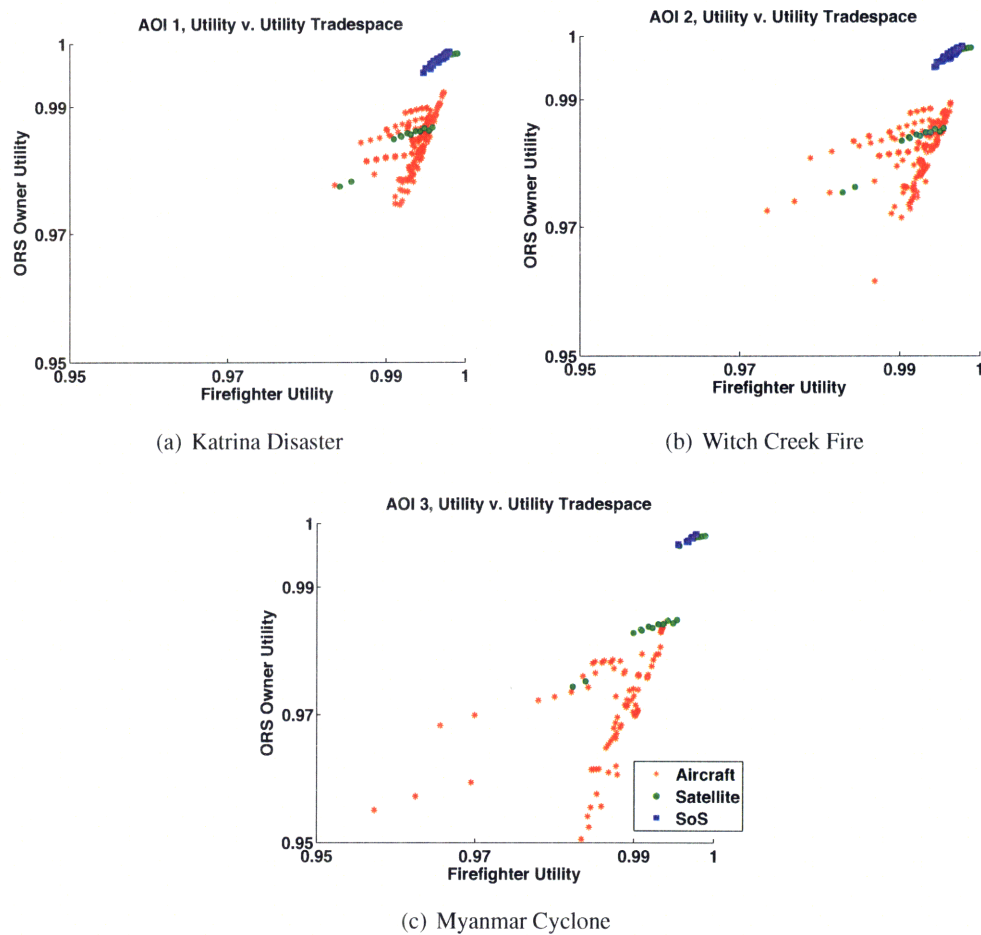 AOI 1, Utility v. Utility Tradespace
1
0.99
0.97
0.95
ORS Owner Utility
0.95
0.97
0.99
1
Firefighter Utility
(a) Katrina Disaster
AOI 2, Utility v. Utility Tradespace
1
0.99
0.97
0.95
ORS Owner Utility
0.95
0.97
0.99
1
Firefighter Utility
(b) Witch Creek Fire
AOI 3, Utility v. Utility Tradespace
1
0.99
0.97
0.95
ORS Owner Utility
0.95
0.97
0.99
1
Firefighter Utility
Aircraft
Satellite
SoS
(c) Myanmar Cyclone